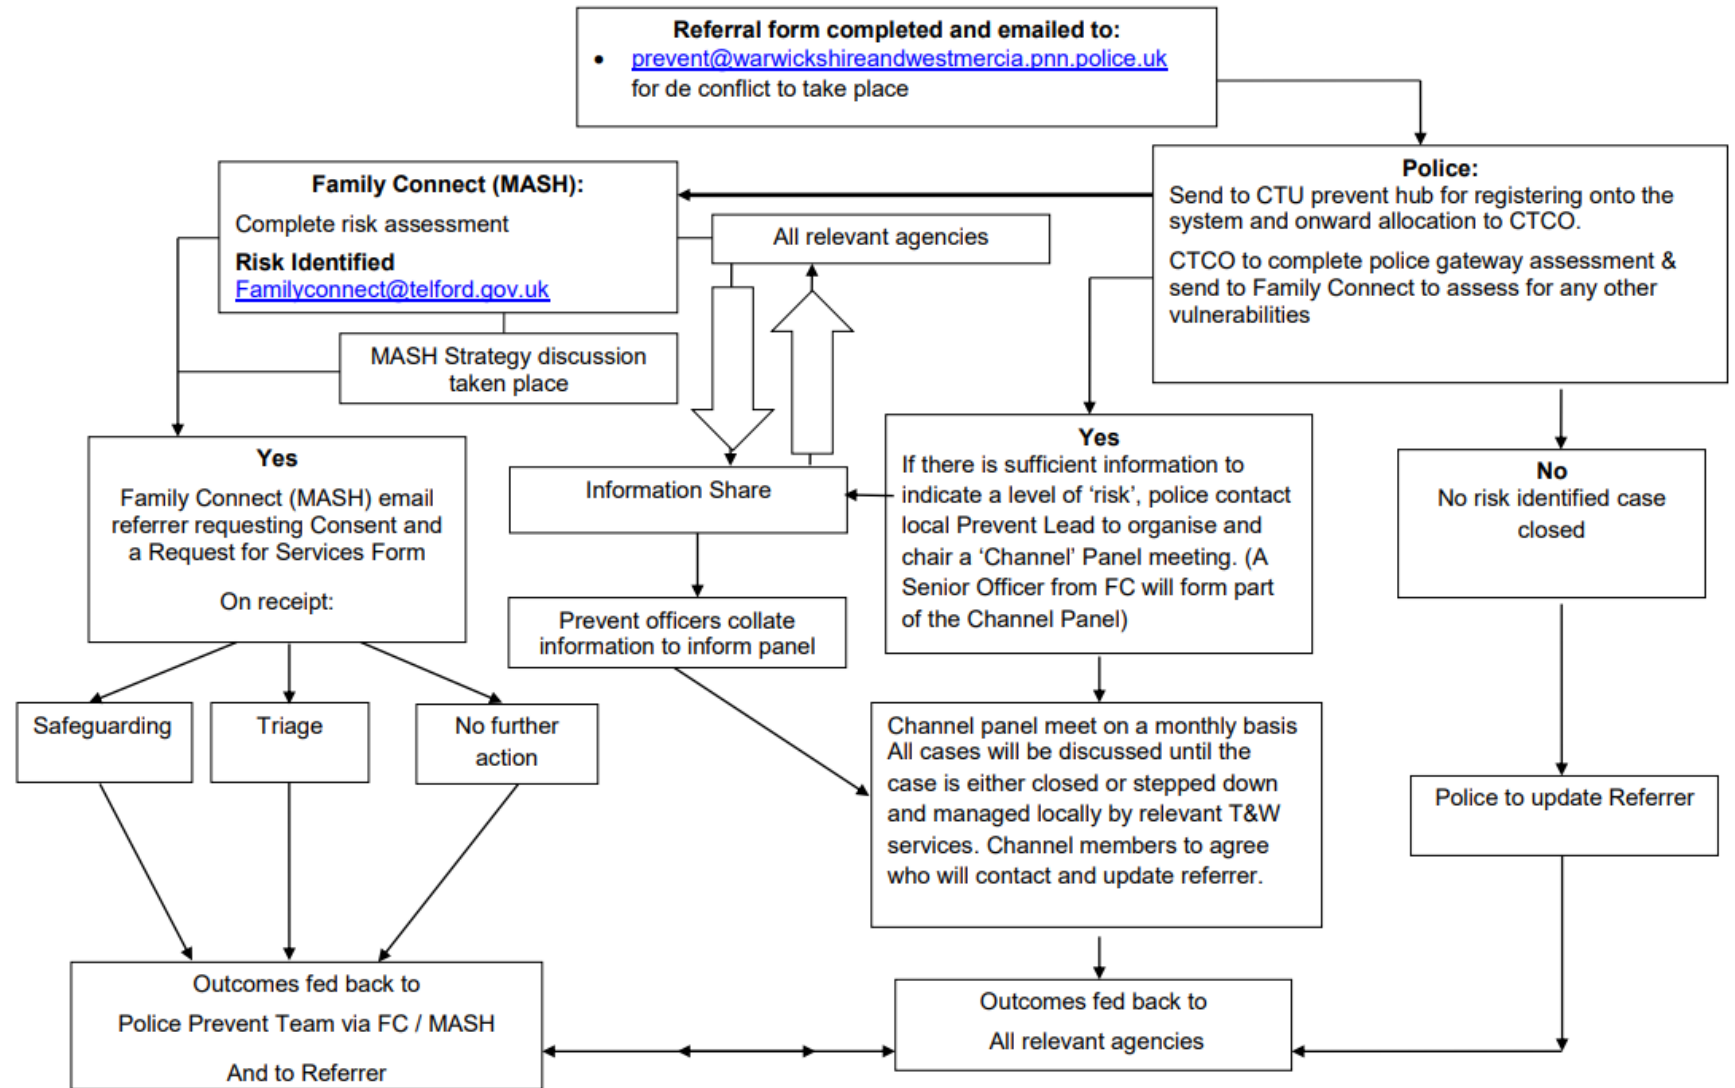 Referral form completed and emailed to:
• prevent@warwickshireandwestmercia.pnn.police.uk
for de conflict to take place
Police:
Send to CTU prevent hub for registering onto the
system and onward allocation to CTCO.
CTCO to complete police gateway assessment &
send to Family Connect to assess for any other
vulnerabilities
Family Connect (MASH):
Complete risk assessment
Risk Identified
Familyconnect@telford.gov.uk
All relevant agencies
MASH Strategy discussion
taken place
Yes
Family Connect (MASH) email
referrer requesting Consent and
a Request for Services Form
On receipt:
Information Share
Yes
If there is sufficient information to
indicate a level of ‘risk’, police contact
local Prevent Lead to organise and
chair a ‘Channel’ Panel meeting. (A
Senior Officer from FC will form part
of the Channel Panel)
No
No risk identified case
closed
Prevent officers collate
information to inform panel
Safeguarding
Triage
No further
action
Channel panel meet on a monthly basis
All cases will be discussed until the
case is either closed or stepped down
and managed locally by relevant T&W
services. Channel members to agree
who will contact and update referrer.
Police to update Referrer
Outcomes fed back to
Police Prevent Team via FC / MASH
And to Referrer
Outcomes fed back to
All relevant agencies